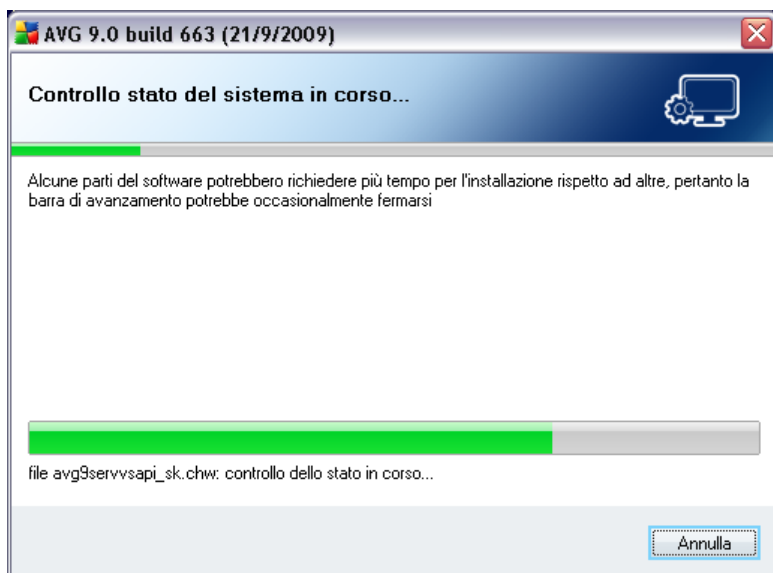 AVG 9.0 build 663 (21/9/2009)
Controllo stato del sistema in corso...
Alcune parti del software potrebbero richiedere più tempo per l'installazione rispetto ad altre, pertanto la
barra di avanzamento potrebbe occasionalmente fermarsi
file avg9servvsapi_sk.chw: controllo dello stato in corso...
Annulla